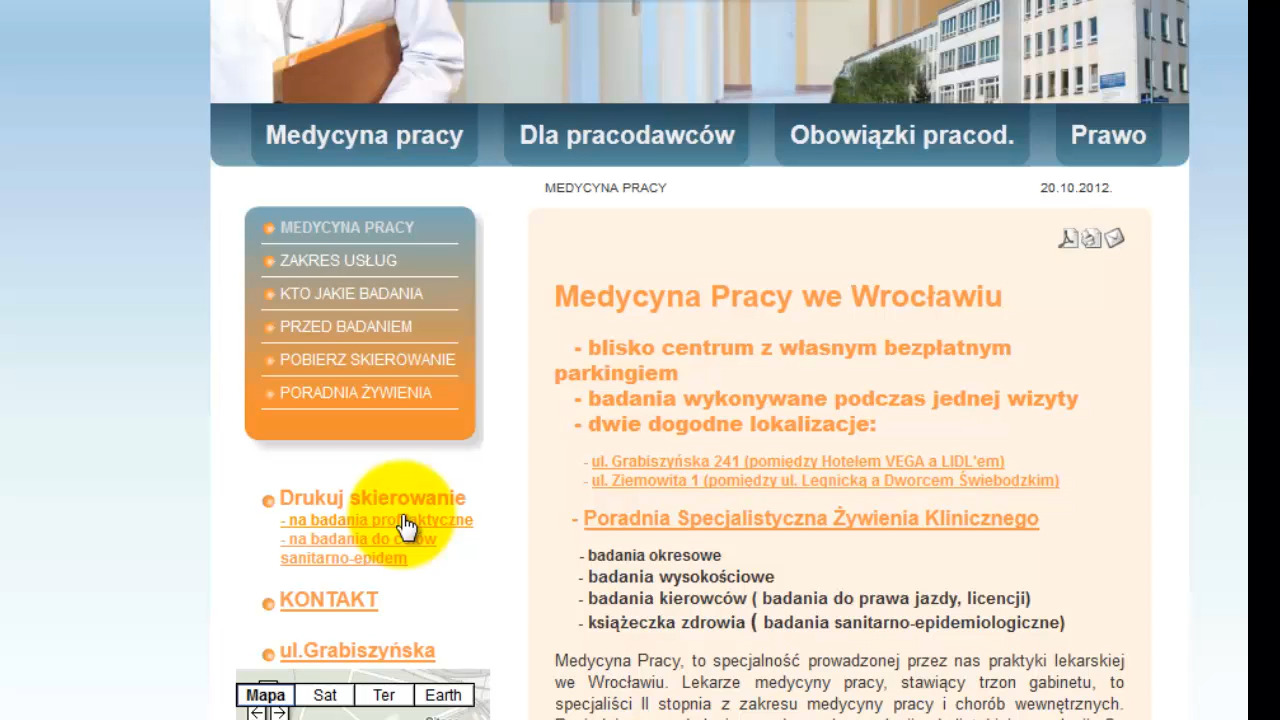 Medycyna pracy
Dla pracodawców
Obowiązki pracod.
Prawo
MEDYCYNA PRACY
20.10.2012.
MEDYCYNA PRACY
ZAKRES USŁUG
KTO JAKIE BADANIA
PRZED BADANIEM
POBIERZ SKIEROWANIE
PORADNIA ŻYWIENIA
Drukuj skierowanie
- na badania profilaktyczne
- na badania do celów
sanitarno-epidem
KONTAKT
ul.Grabiszyńska
Mapa
Sat
Ter
Earth
Medycyna Pracy we Wrocławiu
- blisko centrum z własnym bezpłatnym
parkingiem
- badania wykonywane podczas jednej wizyty
- dwie dogodne lokalizacje:
- ul. Grabiszyńska 241 (pomiędzy Hotelem VEGA a LIDL'em)
- ul. Ziemowita 1 (pomiędzy ul. Legnicką a Dworcem Świebodzkim)
- Poradnia Specjalistyczna Żywienia Klinicznego
- badania okresowe
- badania wysokościowe
- badania kierowców ( badania do prawa jazdy, licencji)
- książeczka zdrowia ( badania sanitarno-epidemiologiczne)
Medycyna Pracy, to specjalność prowadzonej przez nas praktyki lekarskiej
we Wrocławiu. Lekarze medycyny pracy, stawiący trzon gabinetu, to
specjaliści II stopnia z zakresu medycyny pracy i chorób wewnętrznych.